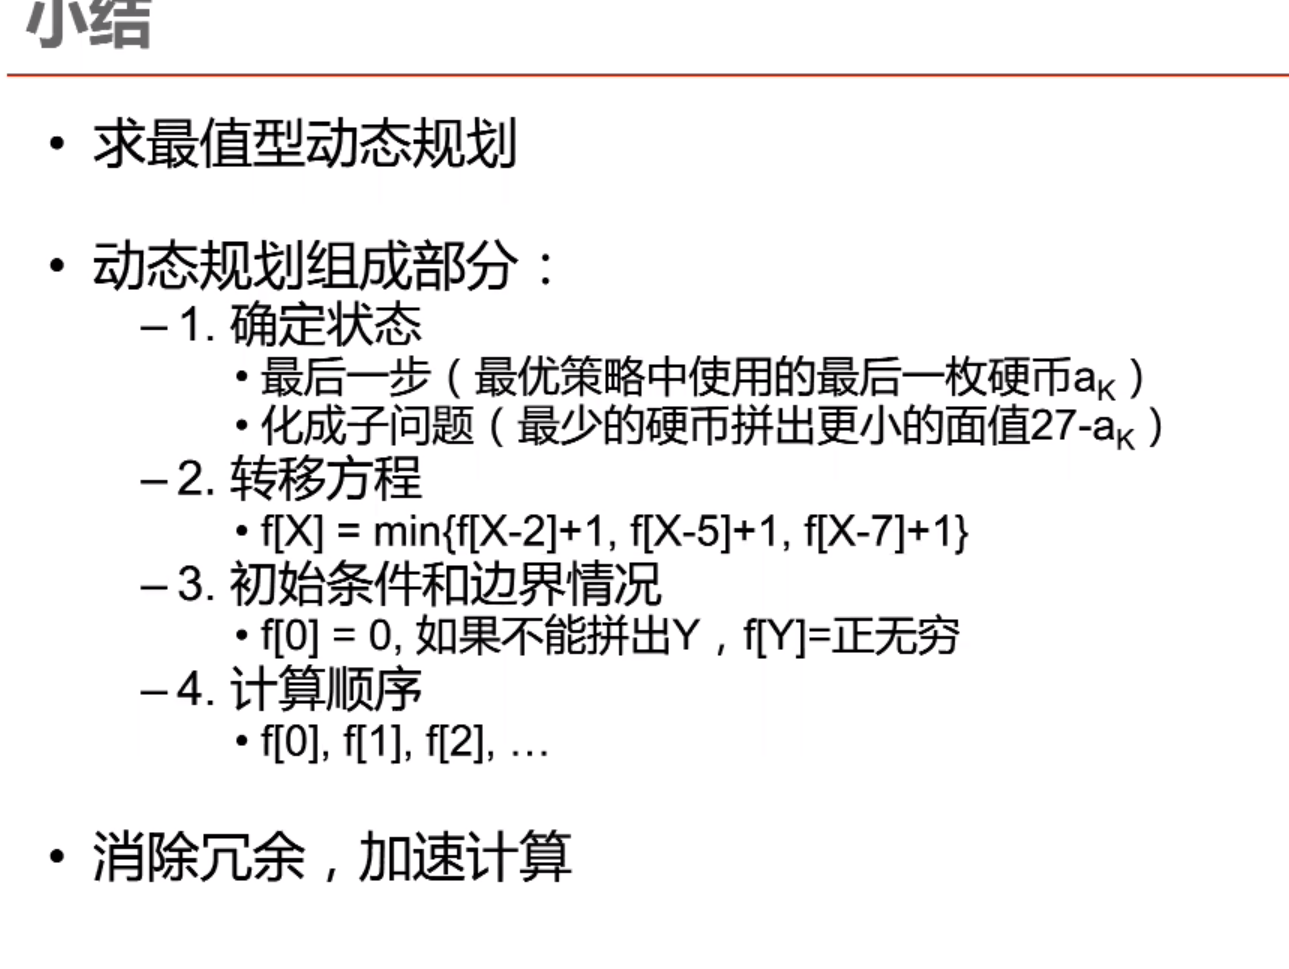 小结
• 求最值型动态规划
• 动态规划组成部分：
– 1. 确定状态
• 最后一步（最优策略中使用的最后一枚硬币aK）
• 化成子问题（最少的硬币拼出更小的面值27-aK）
– 2. 转移方程
• f[X] = min{f[X-2]+1, f[X-5]+1, f[X-7]+1}
– 3. 初始条件和边界情况
• f[0] = 0, 如果不能拼出Y，f[Y]=正无穷
– 4. 计算顺序
• f[0], f[1], f[2], …
• 消除冗余，加速计算